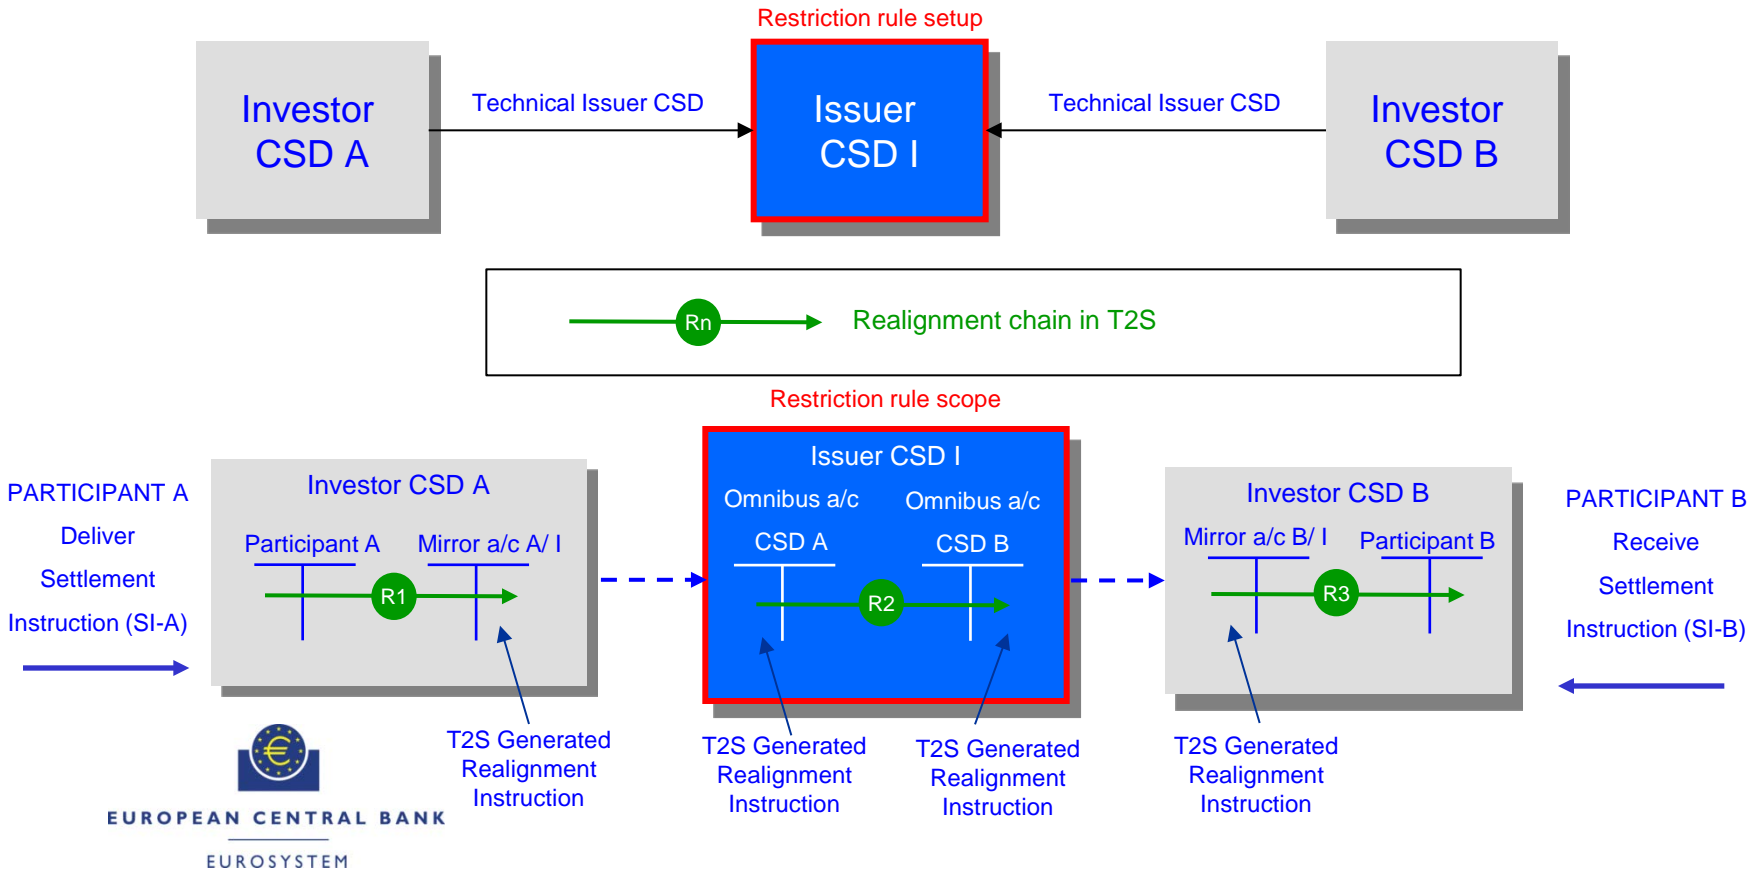 Restriction rule setup
Investor
CSD A
Technical Issuer CSD
Issuer
CSD I
Technical Issuer CSD
Investor
CSD B
Rn
Realignment chain in T2S
Restriction rule scope
PARTICIPANT A
Deliver
Settlement
Instruction (SI-A)
Investor CSD A
Participant A
Mirror a/c A/ I
R1
Issuer CSD I
Omnibus a/c
CSD A
Omnibus a/c
CSD B
R2
Investor CSD B
Mirror a/c B/ I
Participant B
R3
PARTICIPANT B
Receive
Settlement
Instruction (SI-B)
T2S Generated
Realignment
Instruction
T2S Generated
Realignment
Instruction
T2S Generated
Realignment
Instruction
T2S Generated
Realignment
Instruction
€
EUROPEAN CENTRAL BANK
EUROSYSTEM